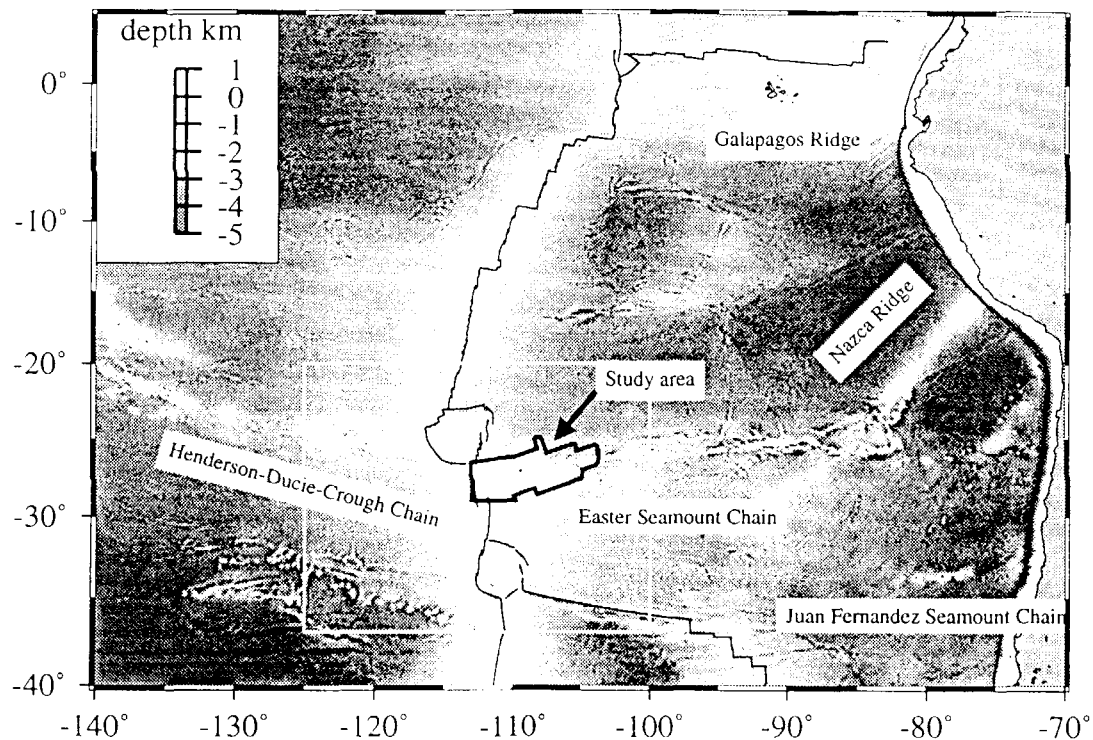 depth km
1
0
-1
-2
-3
-4
-5
0°
-10°
-20°
-30°
-40°
Galapagos Ridge
Nazca Ridge
Study area
Henderson-Ducie-Crough Chain
Easter Seamount Chain
Juan Fernandez Seamount Chain
-140° -130° -120° -110° -100° -90° -80° -70°